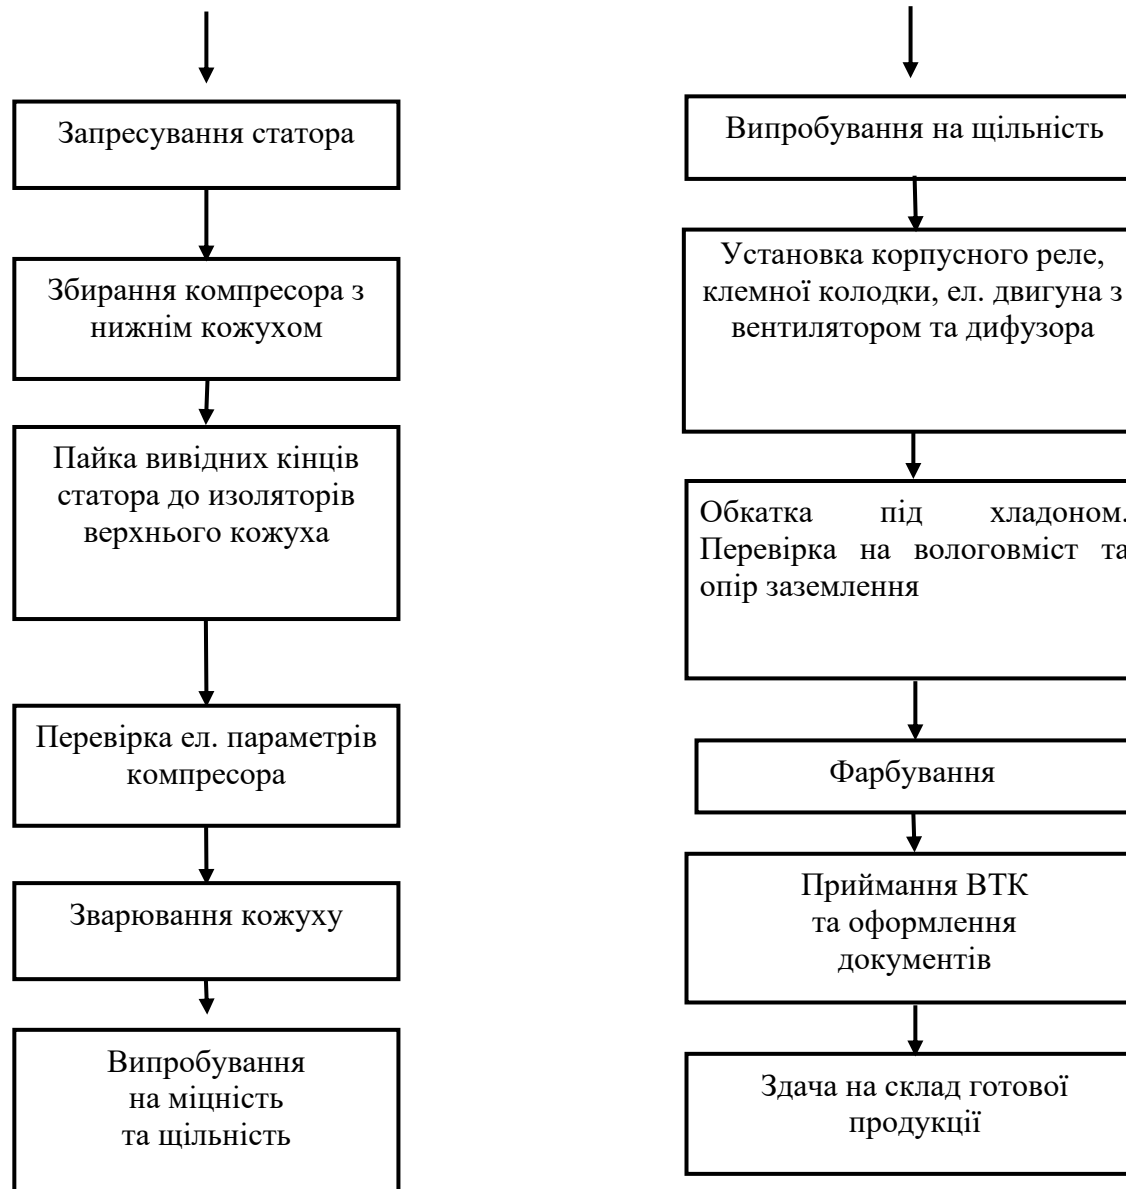 Запресування статора
Збирання компресора з
нижнім кожухом
Пайка вивідних кінців
статора до изоляторів
верхнього кожуха
Перевірка ел. параметрів
компресора
Зварювання кожуху
Випробування
на міцність
та щільність
Випробування на щільність
Установка корпусного реле,
клемної колодки, ел. двигуна з
вентилятором та дифузора
Обкатка під хладоном.
Перевірка на вологовміст та
опір заземлення
Фарбування
Приймання ВТК
та оформлення
документів
Здача на склад готової
продукції